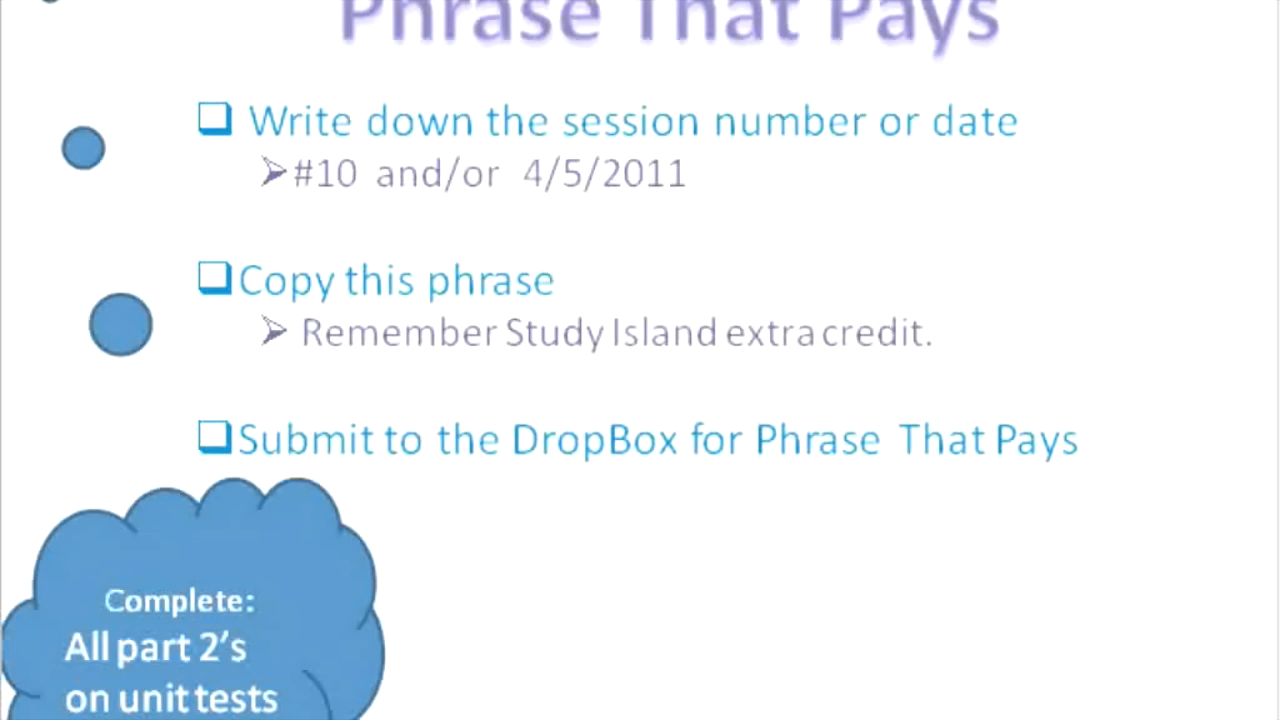 Phrase That Pays
Write down the session number or date
#10 and/or 4/5/2011
Copy this phrase
Remember Study Island extra credit.
Submit to the DropBox for Phrase That Pays
Complete:
All part 2's
on unit tests